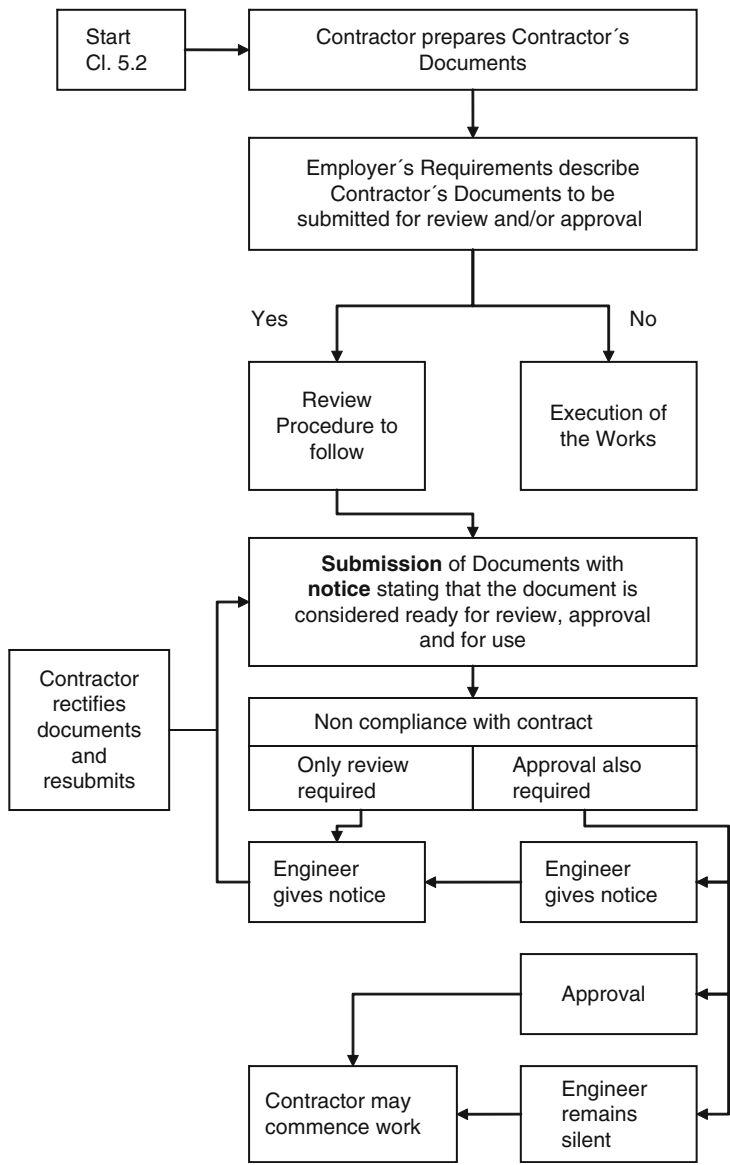 Start
Cl. 5.2
Contractor prepares Contractor´s
Documents
Employer´s Requirements describe
Contractor´s Documents to be
submitted for review and/or approval
Yes
No
Review
Procedure to
follow
Execution of
the Works
Submission of Documents with
notice stating that the document is
considered ready for review, approval
and for use
Contractor
rectifies
documents
and
resubmits
Non compliance with contract
Only review
required
Approval also
required
Engineer
gives notice
Engineer
gives notice
Approval
Contractor may
commence work
Engineer
remains
silent